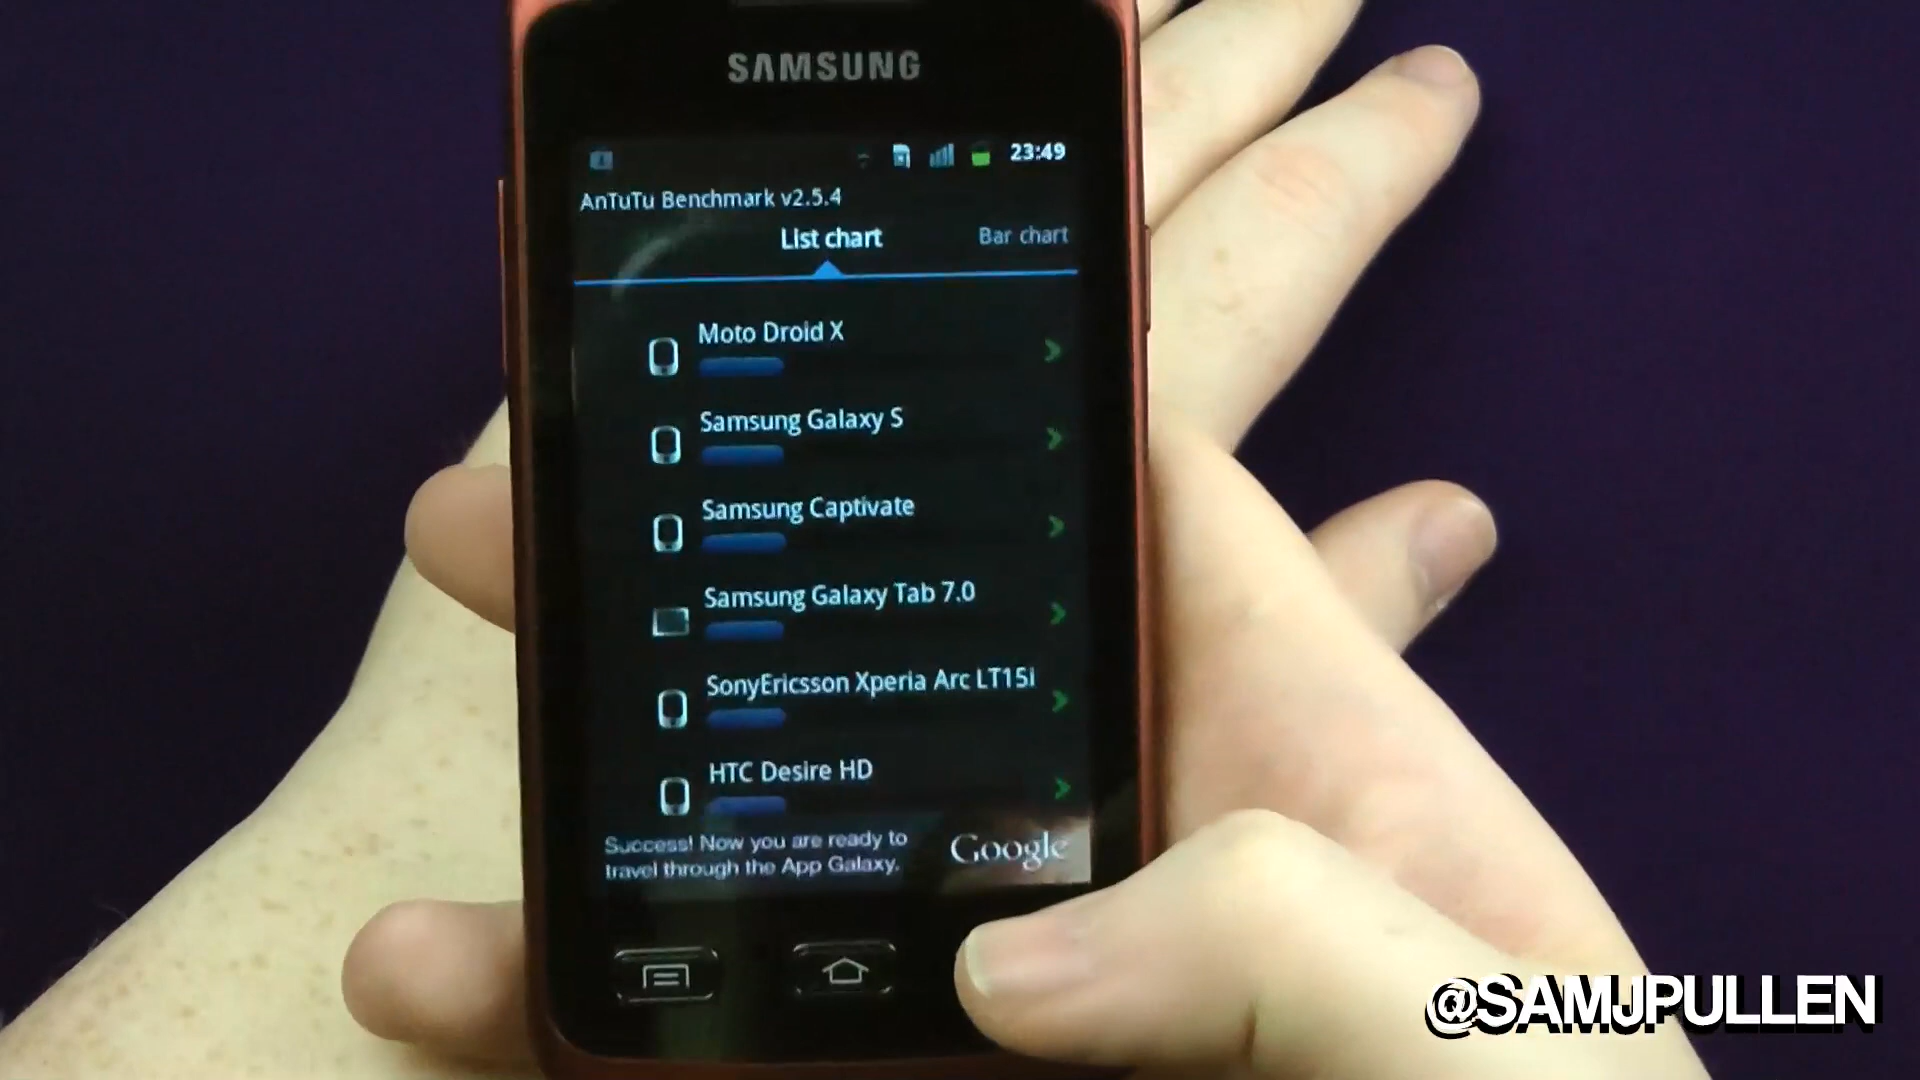 SAMSUNG
23:49
AnTuTu Benchmark v2.5.4
List chart
Bar chart
Moto Droid X
Samsung Galaxy S
Samsung Captivate
Samsung Galaxy Tab 7.0
SonyEricsson Xperia Arc LT15i
HTC Desire HD
Success! Now you are ready to
travel through the App Galaxy.
Google
@SAMJPULLEN